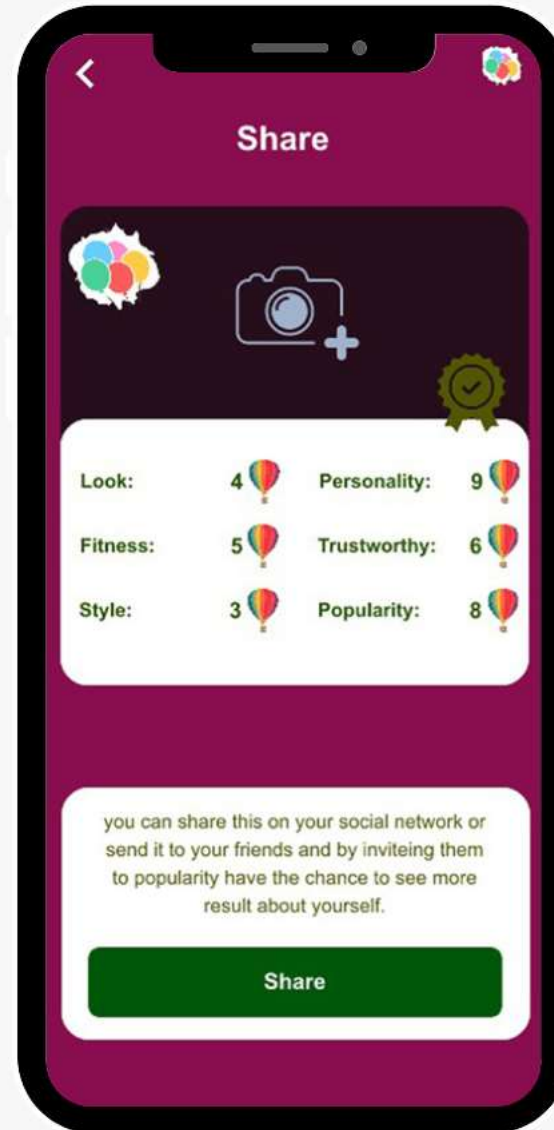 Share
Look: 4 Personality: 9
Fitness: 5 Trustworthy: 6
Style: 3 Popularity: 8
you can share this on your social network or
send it to your friends and by inviteing them
to popularity have the chance to see more
result about yourself.
Share